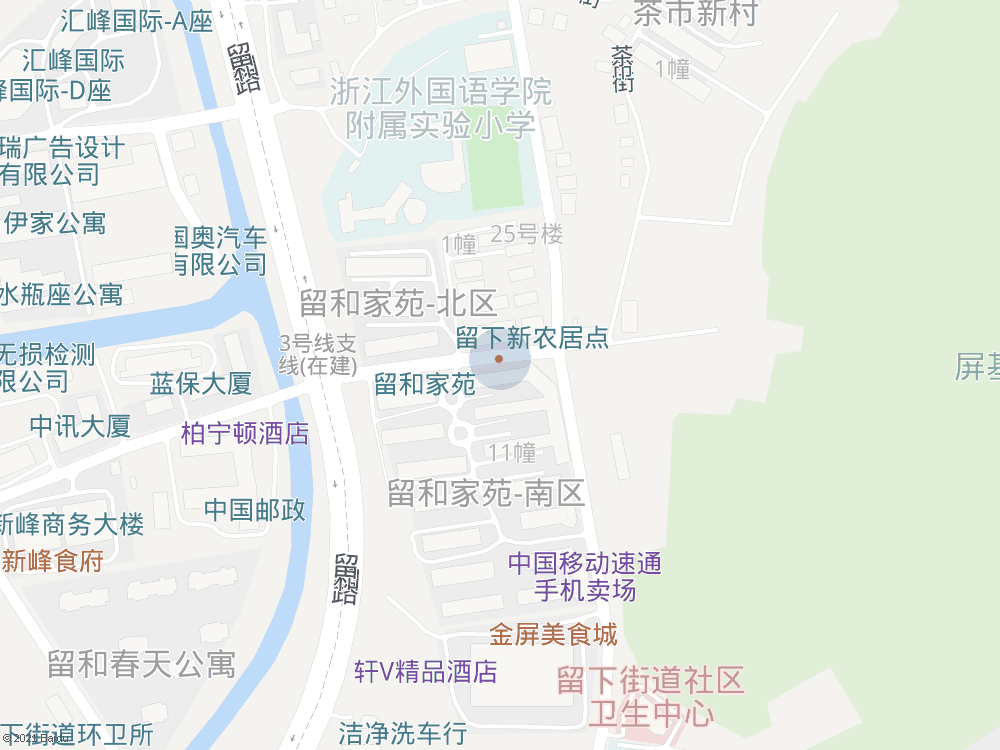 汇峰国际-A座
茶市新村
汇峰国际
峰国际-D座
留和路
茶市街
1幢
浙江外国语学院
附属实验小学
瑞广告设计
有限公司
伊家公寓
国奥汽车
有限公司
1幢
25号楼
水瓶座公寓
留和家苑-北区
3号线支
线(在建)
留下新农居点
无损检测
限公司
蓝保大厦
留和家苑
屏基
中讯大厦
柏宁顿酒店
11幢
中国邮政
留和家苑-南区
新峰商务大楼
新峰食府
留和路
中国移动速通
手机卖场
金屏美食城
留和春天公寓
轩V精品酒店
留下街道社区
卫生中心
下街道环卫所
洁净洗车行
© 2021 Baidu